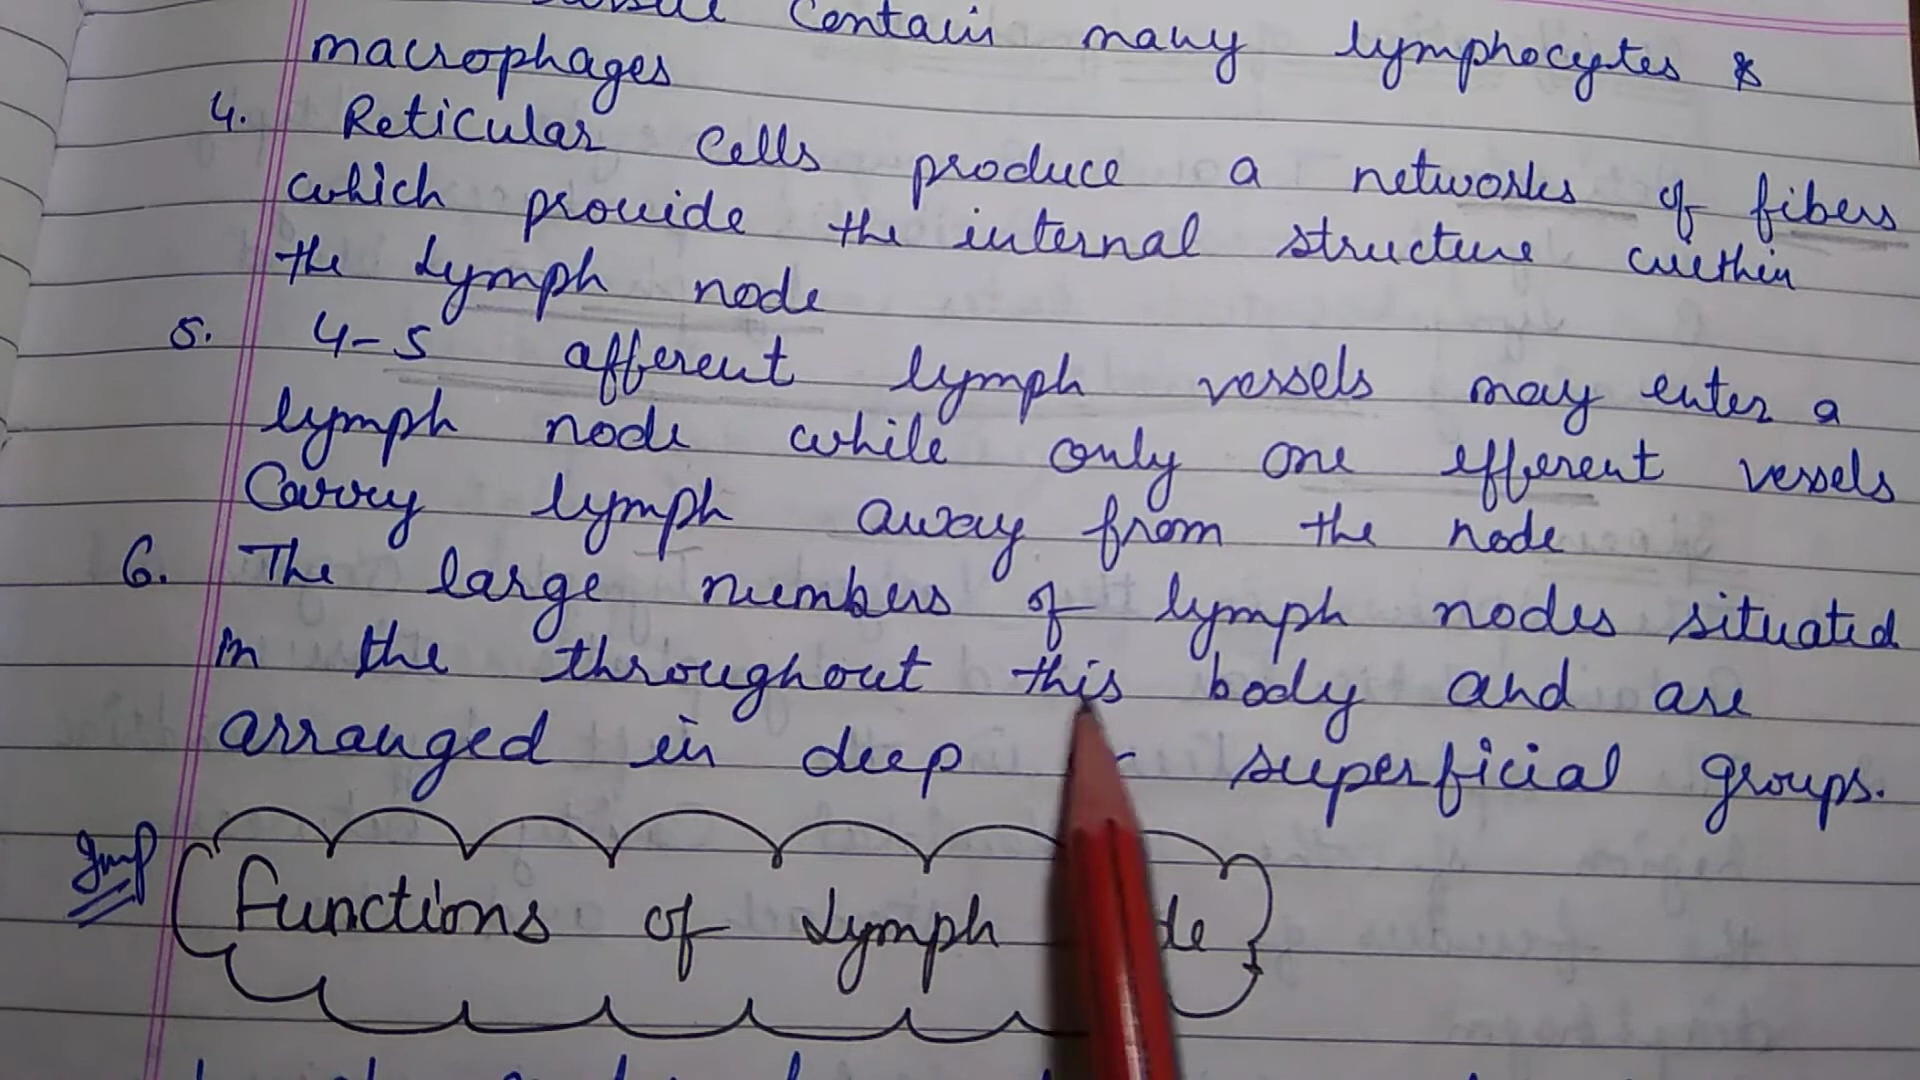 Contain many lymphocytes &
macrophages
4. Reticular Cells produce a networks of fibers
which provide the internal structure within
the Lymph node
5. 4-5 afferent lymph vessels may enter a
lymph node while only one efferent vessels
Carry lymph away from the node
6. The large numbers of lymph nodes situated
in the throughout this body and are
arranged in deep superficial groups.
Imp Functions of Lymph de